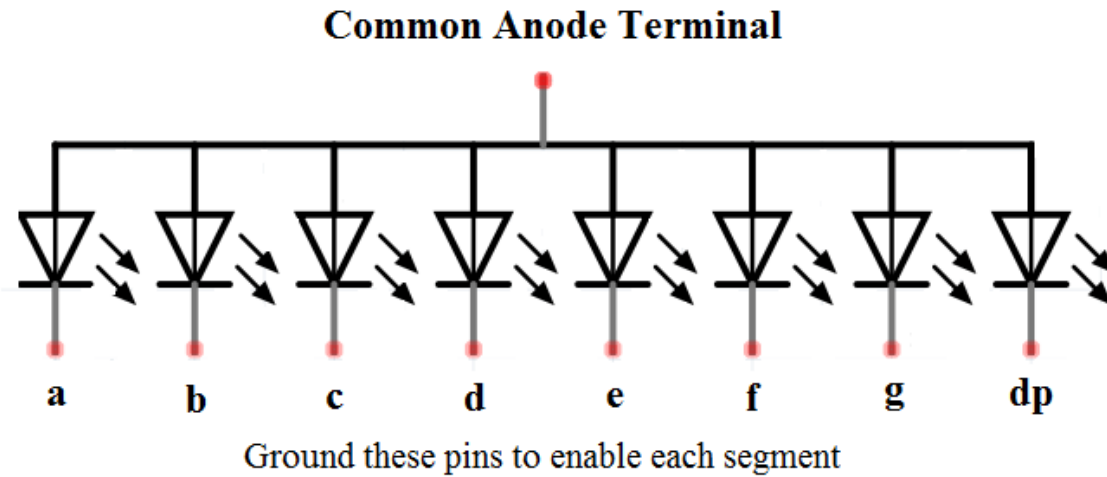 Common Anode Terminal
a b c d e f g dp
Ground these pins to enable each segment